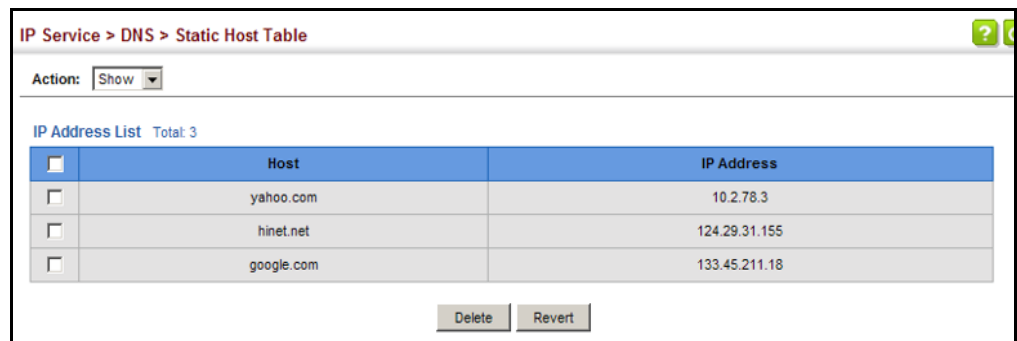 IP Service > DNS > Static Host Table
?
Action: Show
IP Address List Total: 3
Host IP Address
yahoo.com 10.2.78.3
hinet.net 124.29.31.155
google.com 133.45.211.18
Delete Revert